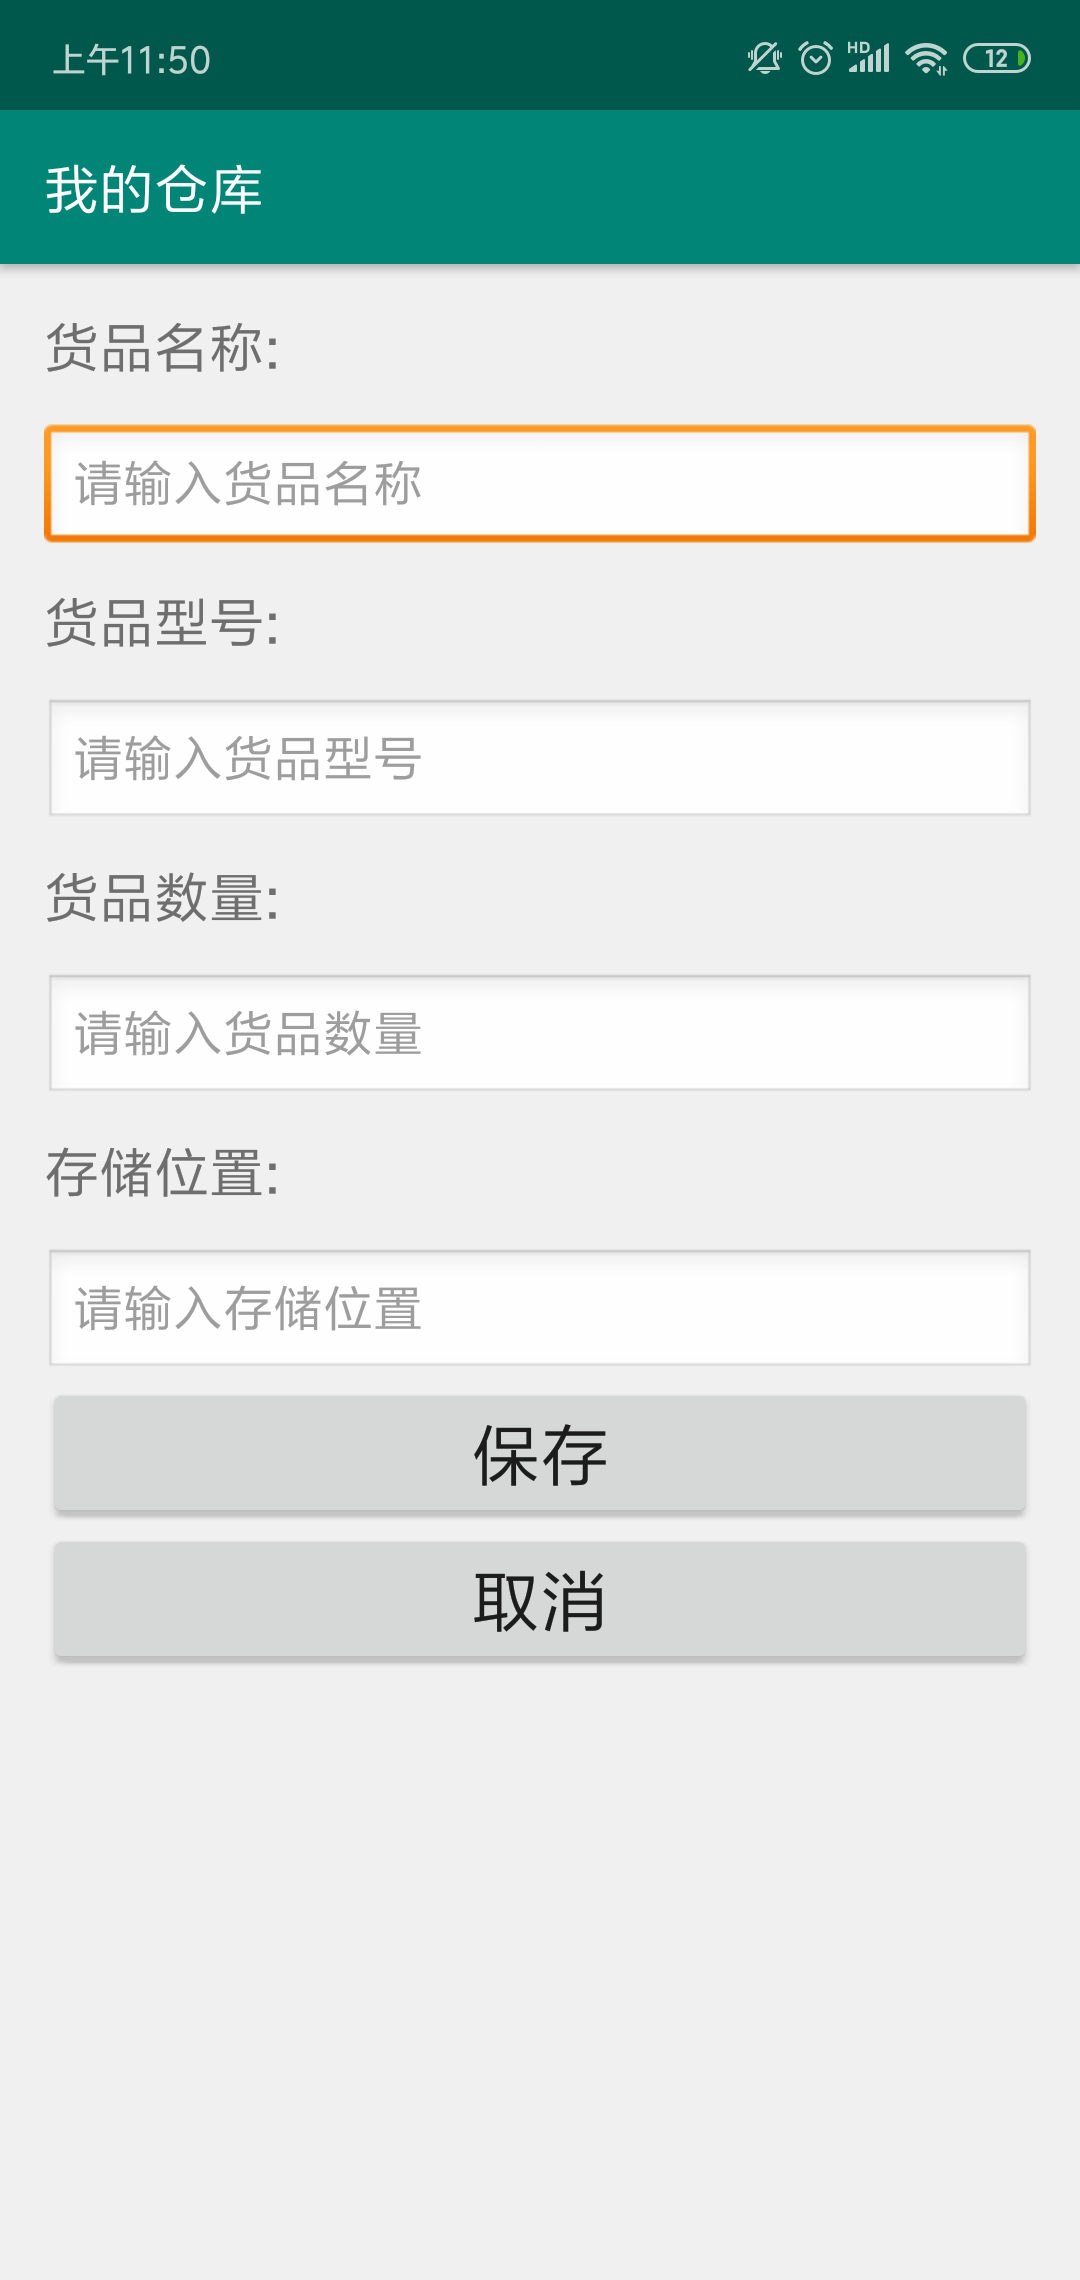 上午11:50 HD 12
我的仓库
货品名称:
请输入货品名称
货品型号:
请输入货品型号
货品数量:
请输入货品数量
存储位置:
请输入存储位置
保存
取消